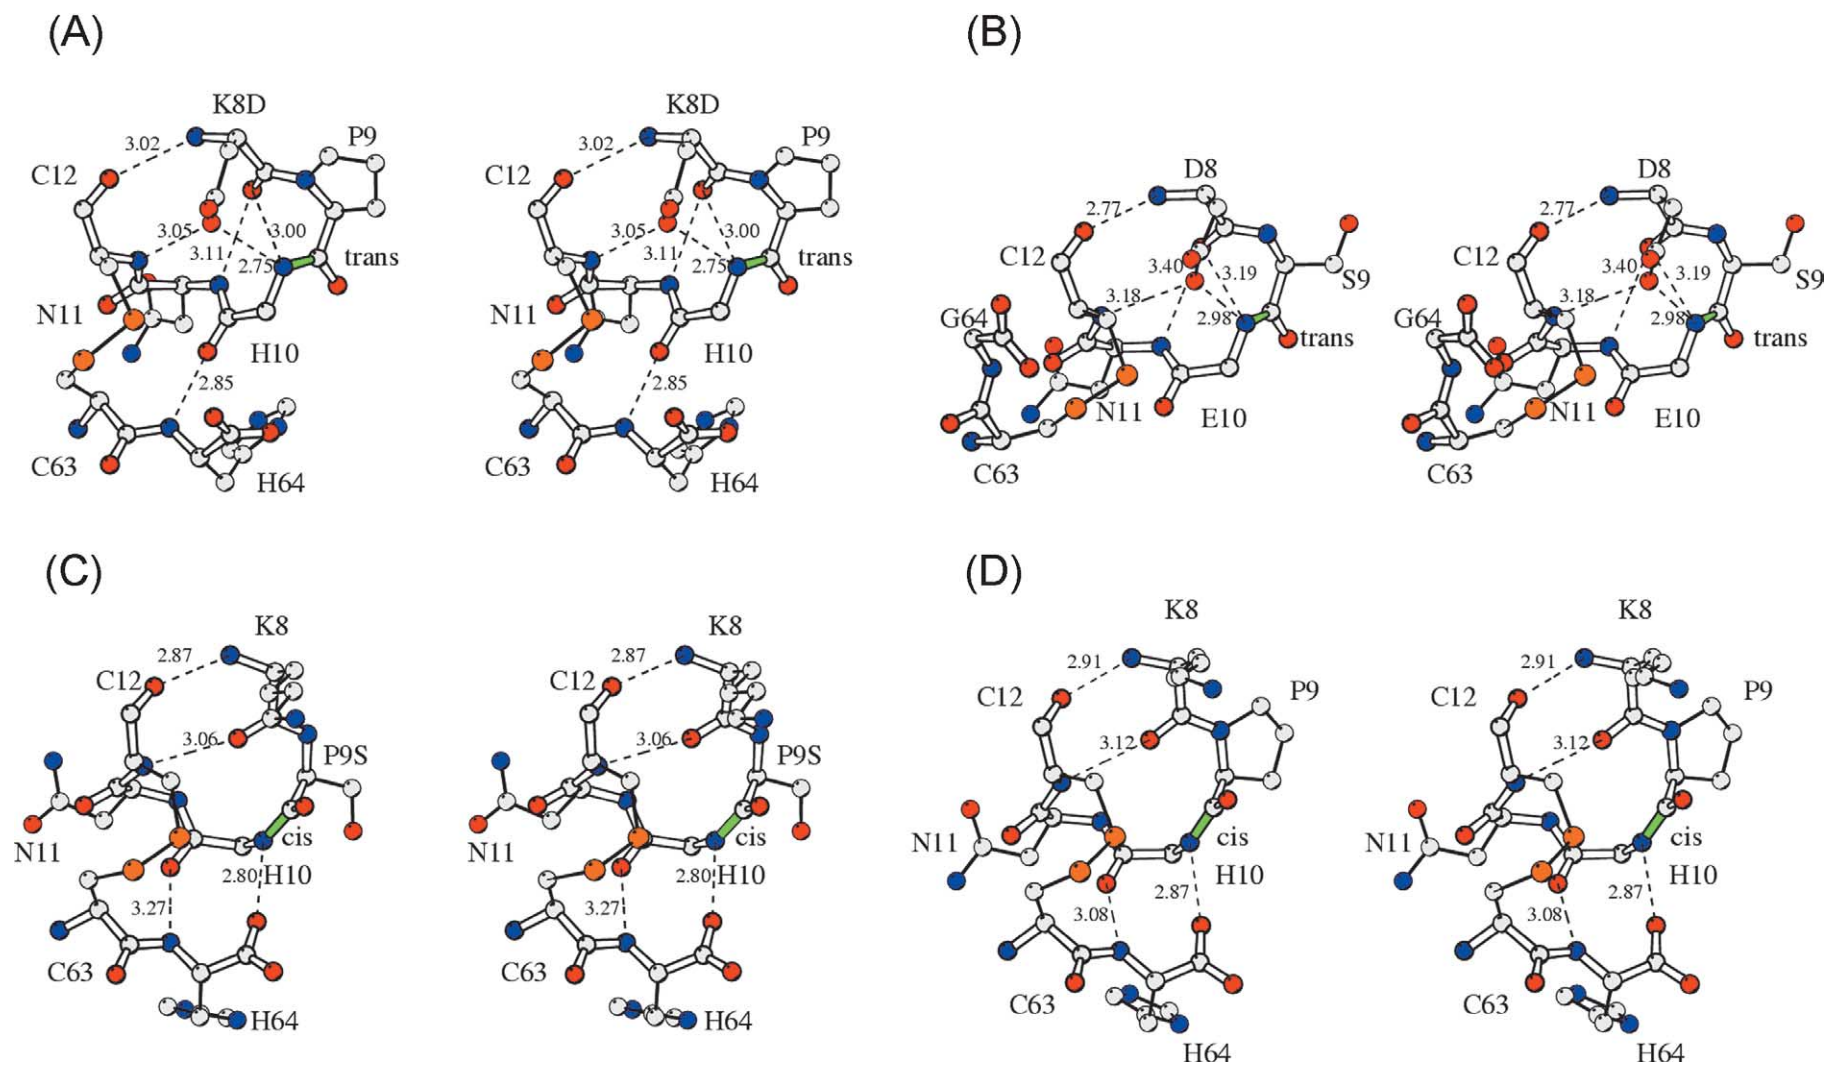 (A)
K8D
K8D
3.02
P9
3.02
P9
C12
C12
3.05
3.11
3.00
2.75
trans
3.05
3.11
3.00
2.75
trans
N11
H10
N11
H10
2.85
2.85
C63
H64
C63
H64
(B)
D8
D8
2.77
2.77
C12
3.40
3.19
S9
C12
3.40
3.19
S9
3.18
2.98
3.18
2.98
G64
trans
G64
trans
N11
E10
N11
E10
C63
C63
(C)
K8
K8
2.87
2.87
C12
C12
3.06
P9S
3.06
P9S
N11
cis
N11
cis
2.80
H10
2.80
H10
3.27
3.27
C63
C63
H64
H64
(D)
K8
K8
2.91
2.91
C12
P9
C12
P9
3.12
3.12
N11
cis
N11
cis
2.87
H10
2.87
H10
3.08
3.08
C63
C63
H64
H64